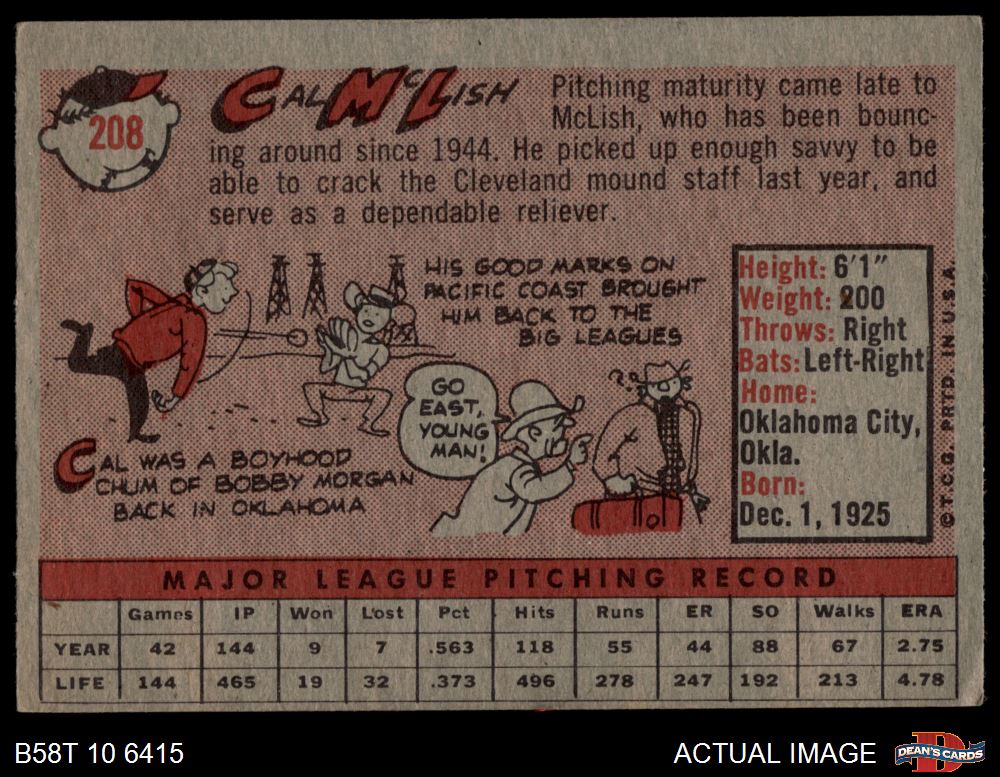 208
CAL McLISH
Pitching maturity came late to
McLish, who has been bounc-
ing around since 1944. He picked up enough savvy to be
able to crack the Cleveland mound staff last year, and
serve as a dependable reliever.
HIS GOOD MARKS ON
PACIFIC COAST BROUGHT
HIM BACK TO THE
BIG LEAGUES
GO
EAST,
YOUNG
MAN!
CAL WAS A BOYHOOD
CHUM OF BOBBY MORGAN
BACK IN OKLAHOMA
Height: 6'1"
Weight: 200
Throws: Right
Bats: Left-Right
Home:
Oklahoma City,
Okla.
Born:
Dec. 1, 1925
© T.C.G. PRTD. IN U.S.A.
MAJOR LEAGUE PITCHING RECORD
Games IP Won Lost Pct Hits Runs ER SO Walks ERA
YEAR 42 144 9 7 .563 118 55 44 88 67 2.75
LIFE 144 465 19 32 .373 496 278 247 192 213 4.78
B58T 10 6415
ACTUAL IMAGE
D
DEAN'S CARDS